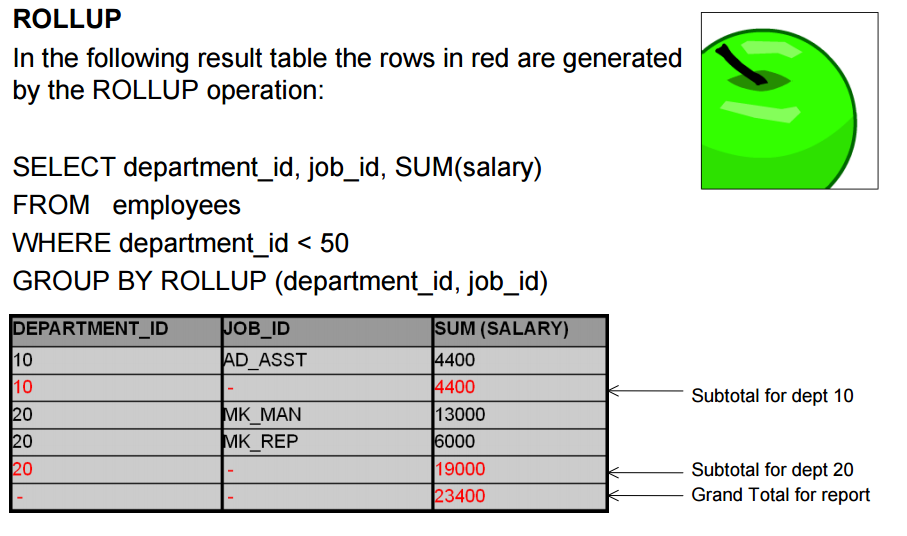 ROLLUP
In the following result table the rows in red are generated
by the ROLLUP operation:
SELECT department_id, job_id, SUM(salary)
FROM employees
WHERE department_id < 50
GROUP BY ROLLUP (department_id, job_id)
DEPARTMENT_ID JOB_ID SUM (SALARY)
10 AD_ASST 4400
10 - 4400 Subtotal for dept 10
20 MK_MAN 13000
20 MK_REP 6000
20 - 19000 Subtotal for dept 20
- - 23400 Grand Total for report